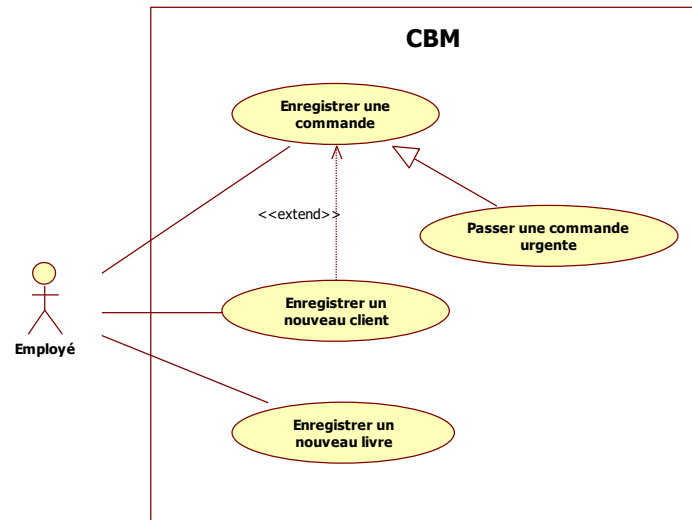 CBM
Enregistrer une
commande
<<extend>>
Passer une commande
urgente
Enregistrer un
nouveau client
Employé
Enregistrer un
nouveau livre